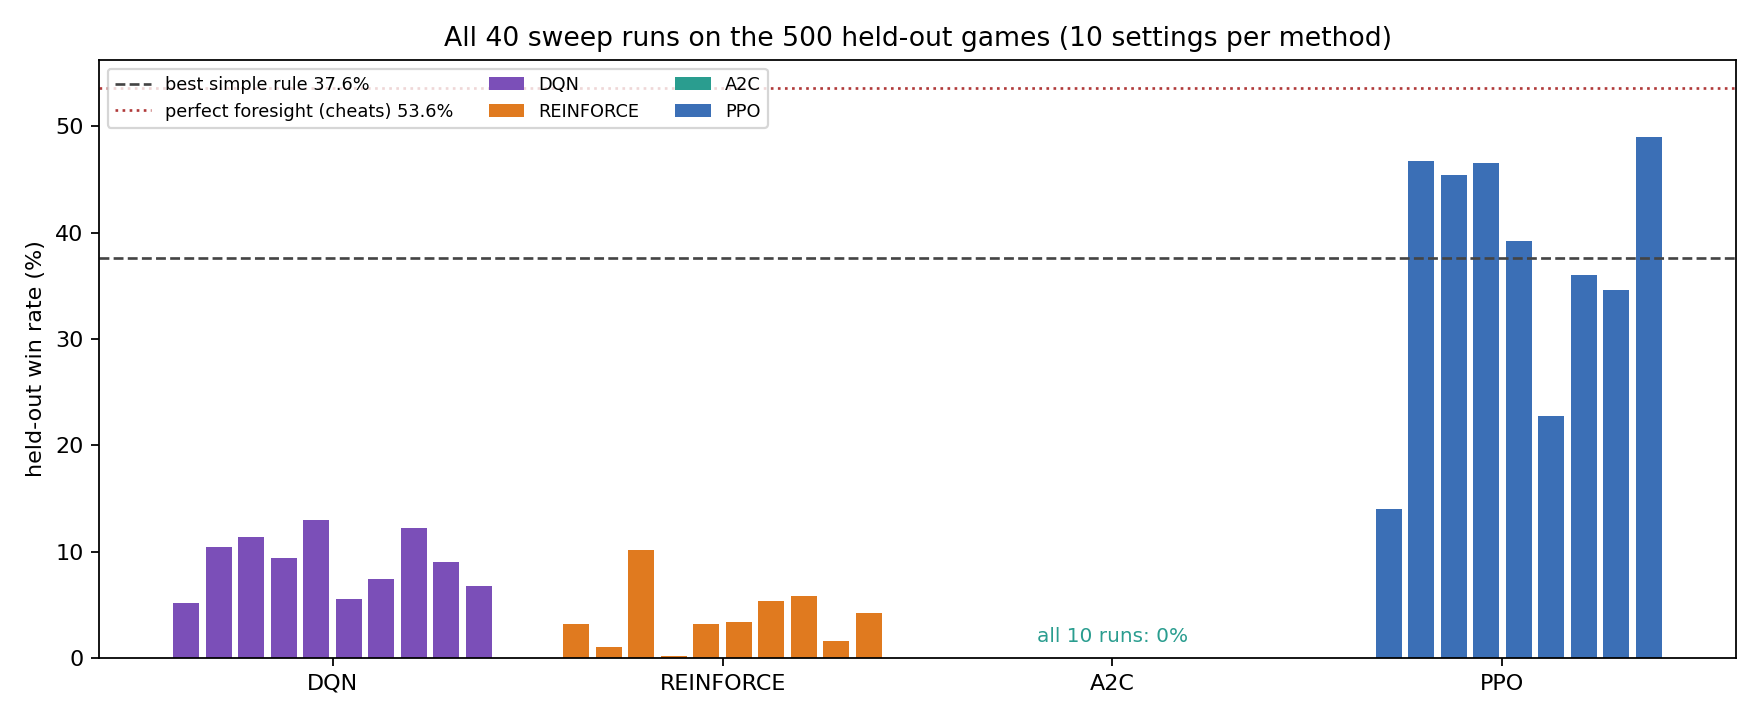 All 40 sweep runs on the 500 held-out games (10 settings per method)
best simple rule 37.6%
perfect foresight (cheats) 53.6%
DQN
REINFORCE
A2C
PPO
held-out win rate (%)
50
40
30
20
10
0
all 10 runs: 0%
DQN
REINFORCE
A2C
PPO